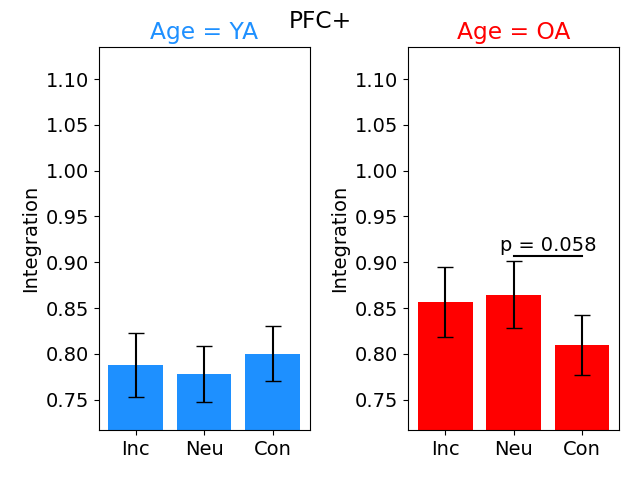 PFC+
Age = YA
Integration
1.10
1.05
1.00
0.95
0.90
0.85
0.80
0.75
Inc Neu Con
Age = OA
Integration
1.10
1.05
1.00
0.95
0.90
0.85
0.80
0.75
p = 0.058
Inc Neu Con